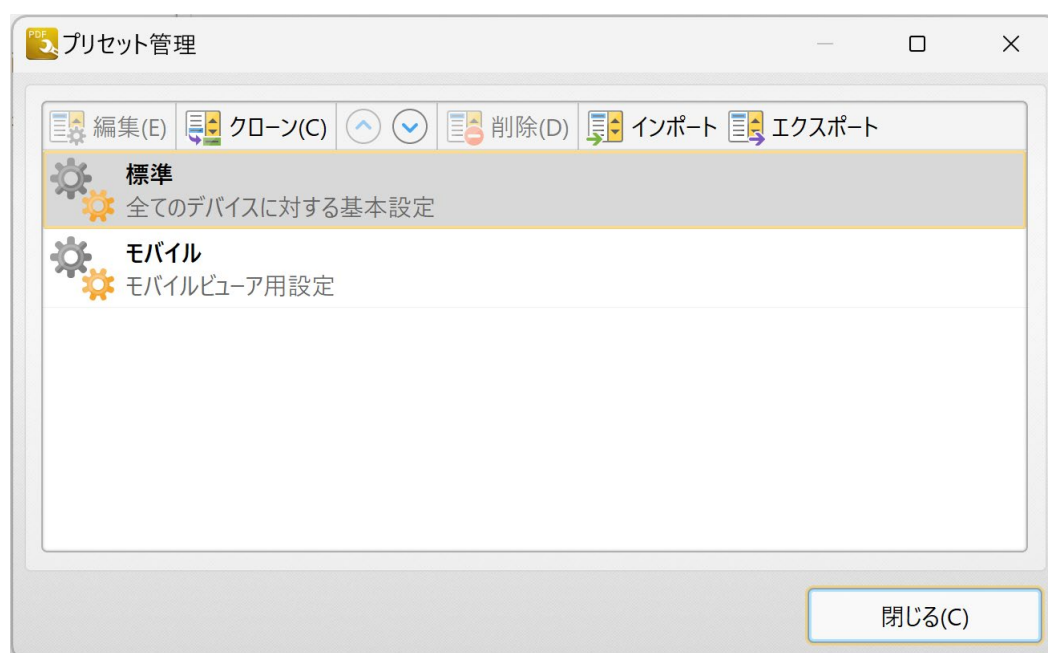 PDF
プリセット管理
編集(E) クローン(C) 削除(D) インポート エクスポート
標準
全てのデバイスに対する基本設定
モバイル
モバイルビューア用設定
閉じる(C)